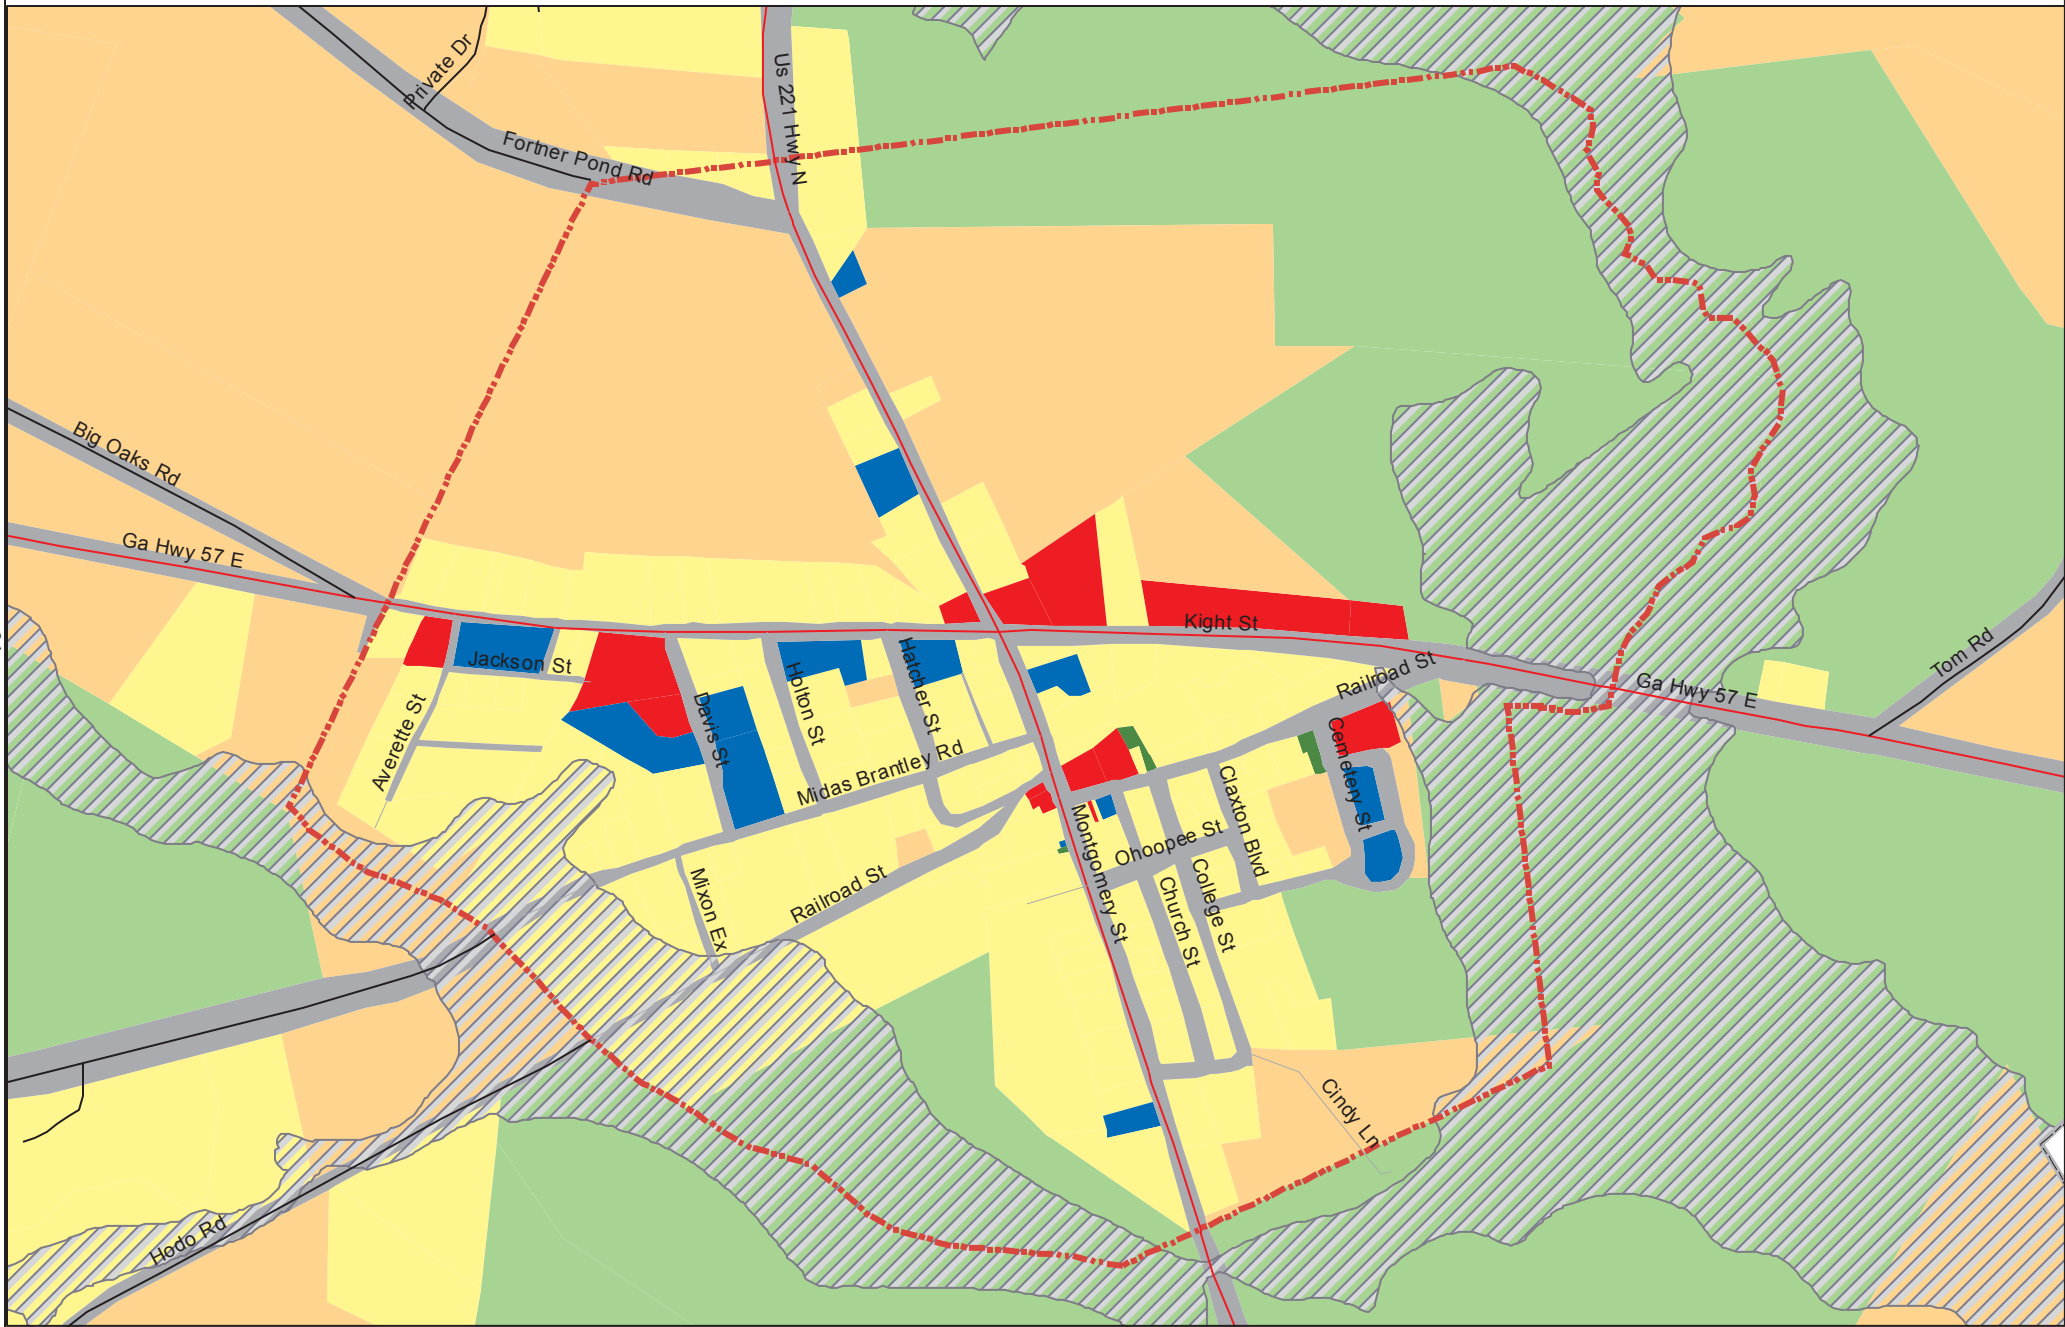 Private Dr
Us 221 Hwy N
Fortner Pond Rd
Big Oaks Rd
Ga Hwy 57 E
Kight St
Jackson St
Hatcher St
Holton St
Railroad St
Tom Rd
Ga Hwy 57 E
Averette St
Davis St
Cemetery St
Midas Brantley Rd
Claxton Blvd
Montgomery St
Ohoopee St
Mixon Ex
Railroad St
College St
Church St
Cindy Ln
Hodo Rd